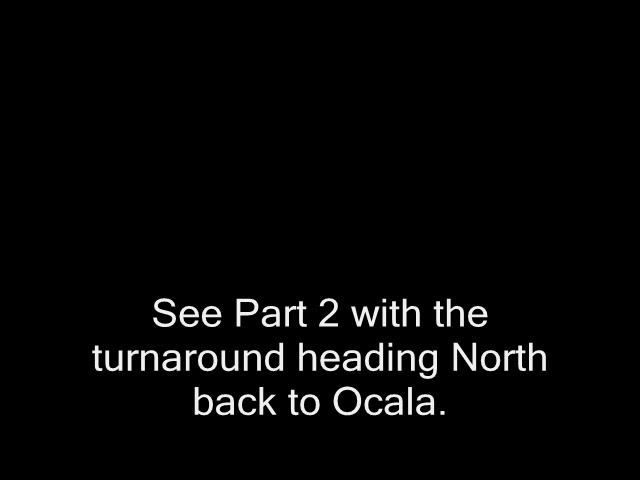 See Part 2 with the
turnaround heading North
back to Ocala.